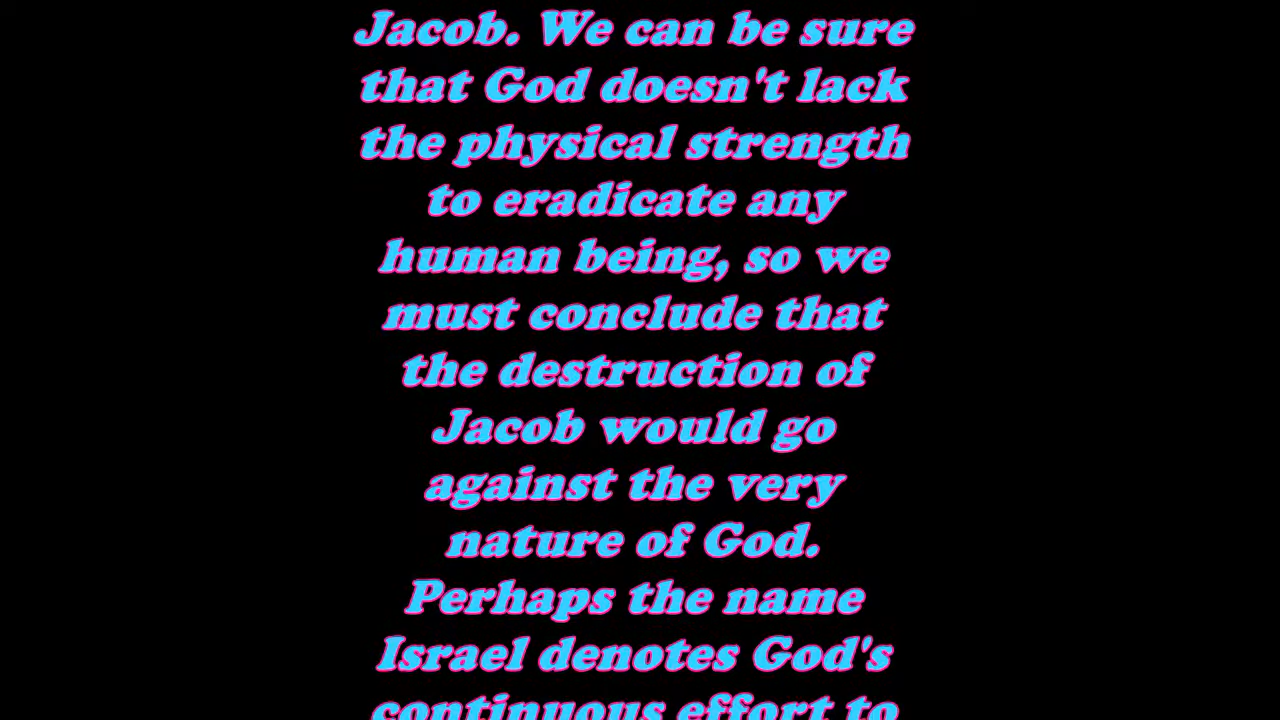 Jacob. We can be sure
that God doesn't lack
the physical strength
to eradicate any
human being, so we
must conclude that
the destruction of
Jacob would go
against the very
nature of God.
Perhaps the name
Israel denotes God's
continuous effort to